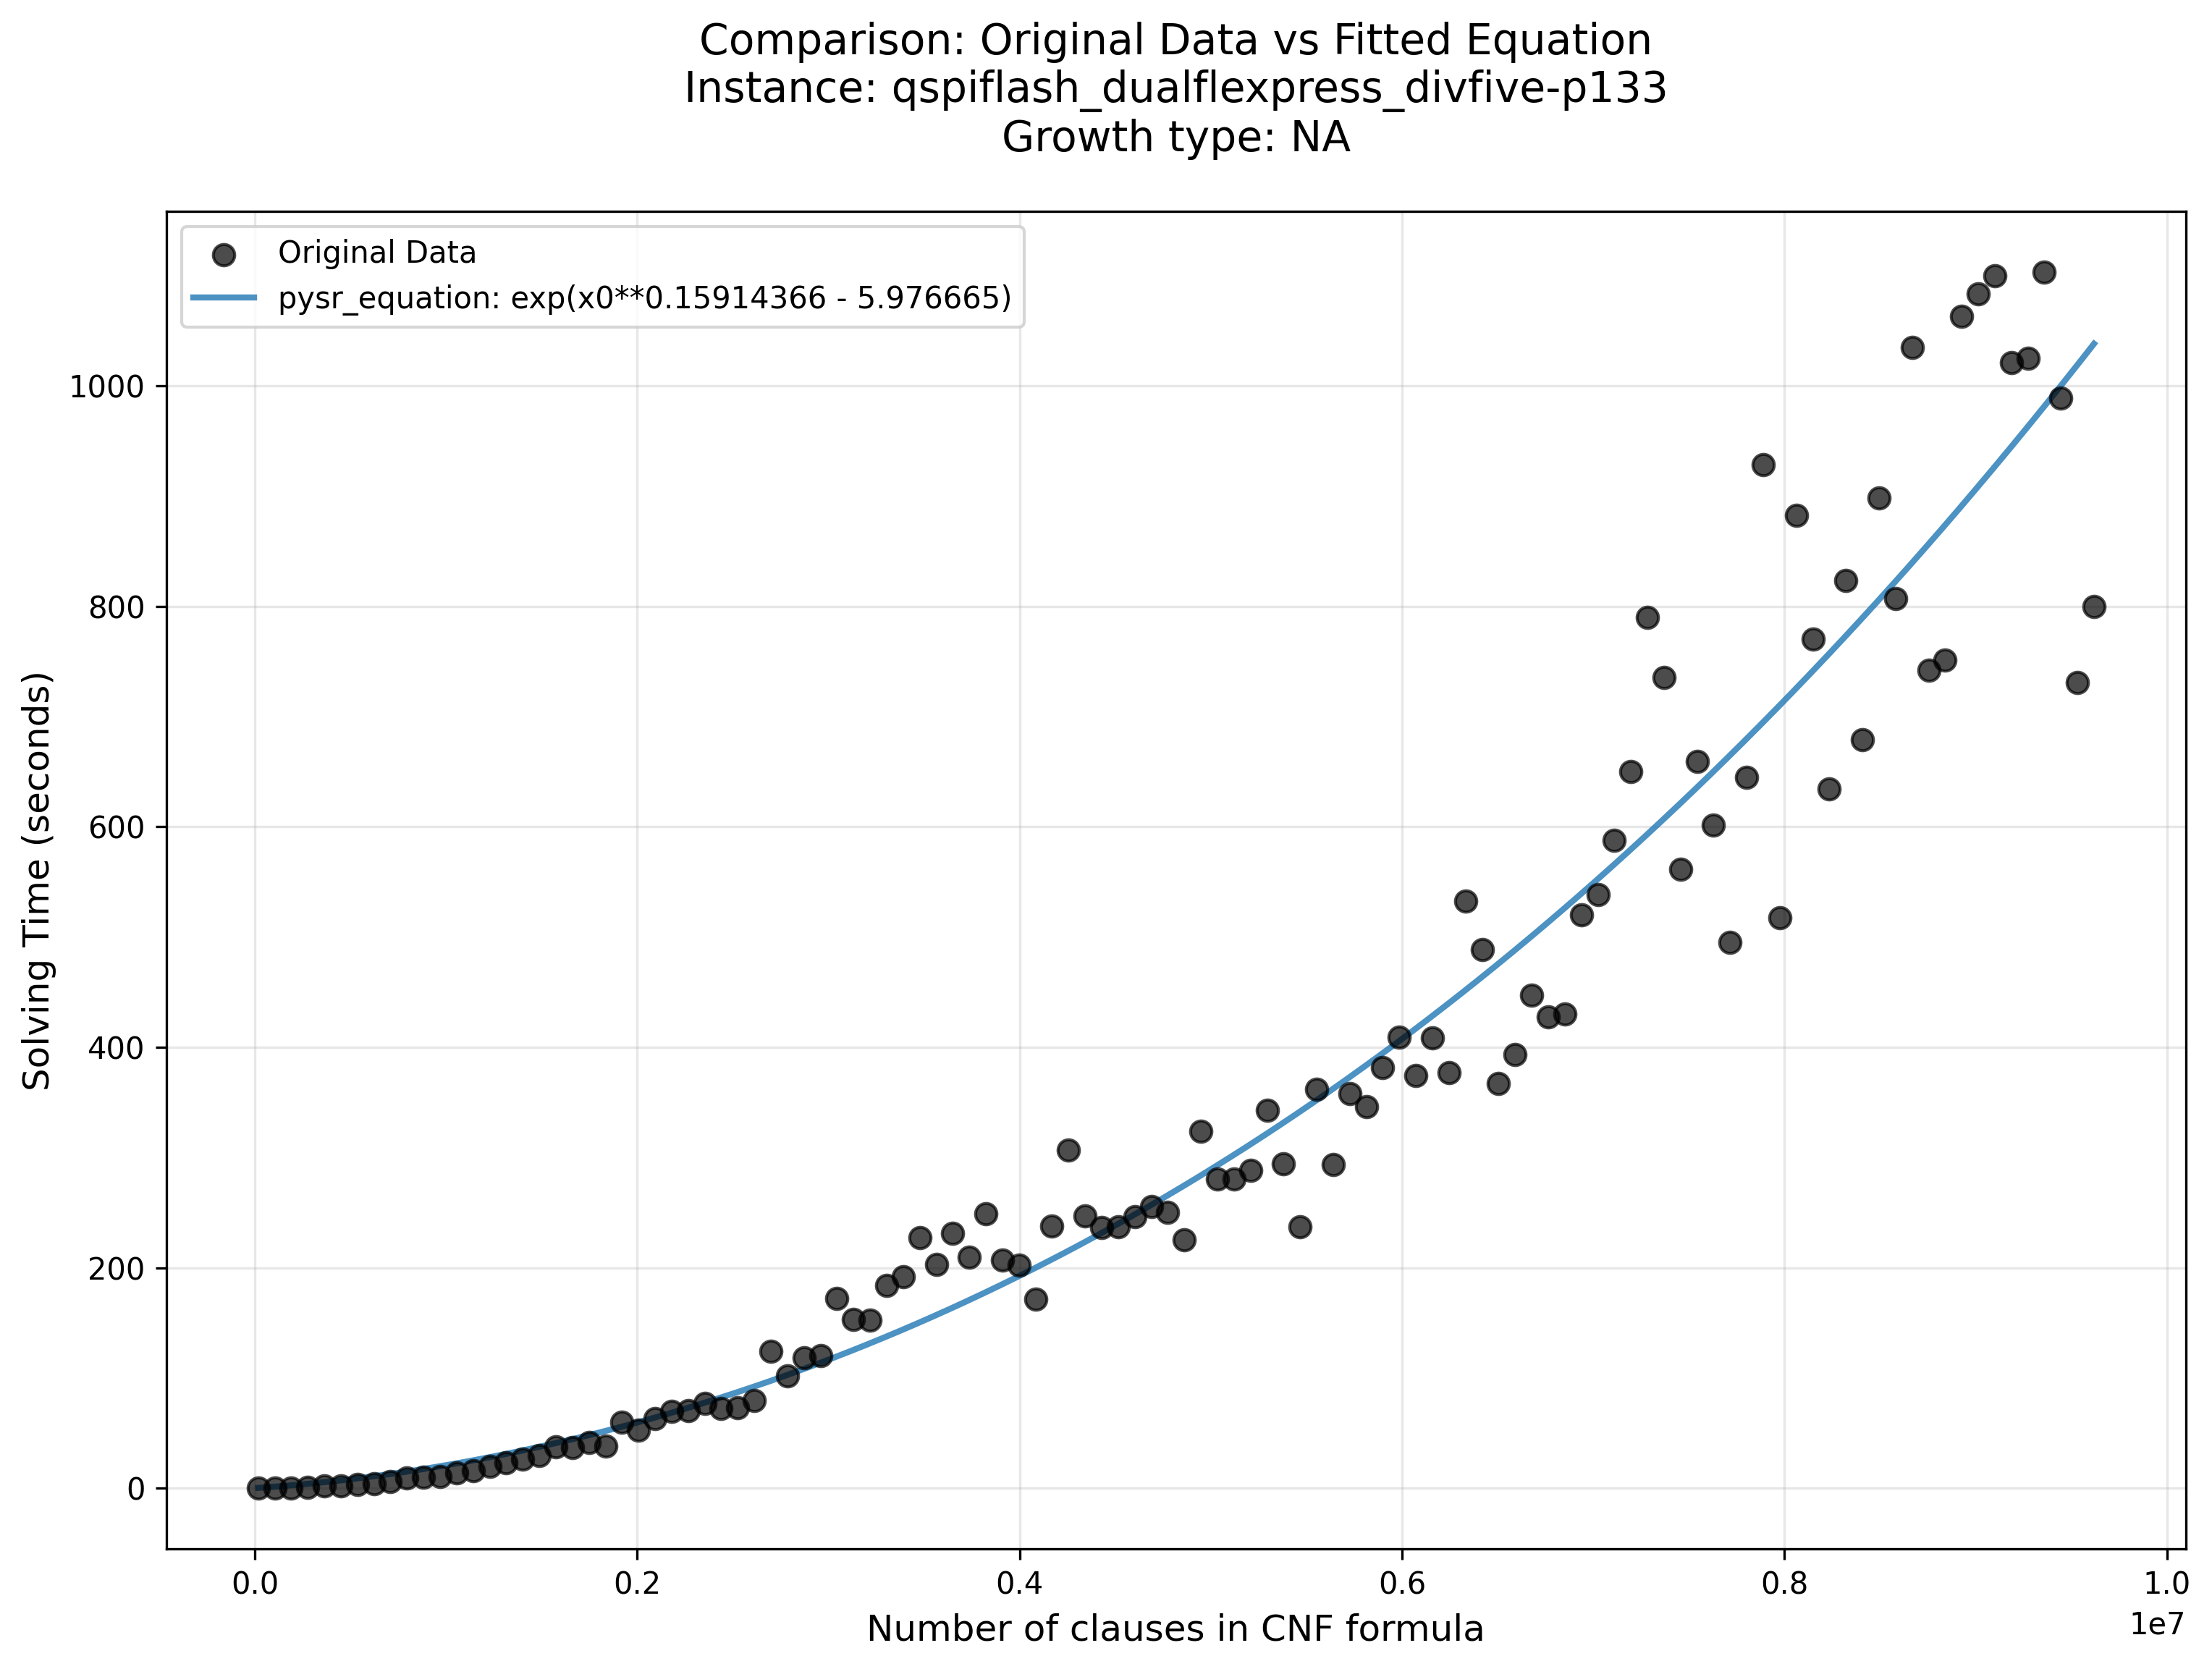 Comparison: Original Data vs Fitted Equation
Instance: qspiflash_dualflexpress_divfive-p133
Growth type: NA
Original Data
pysr_equation: exp(x0**0.15914366 - 5.976665)
Solving Time (seconds)
1000
800
600
400
200
0
0.0 0.2 0.4 0.6 0.8 1.0
1e7
Number of clauses in CNF formula